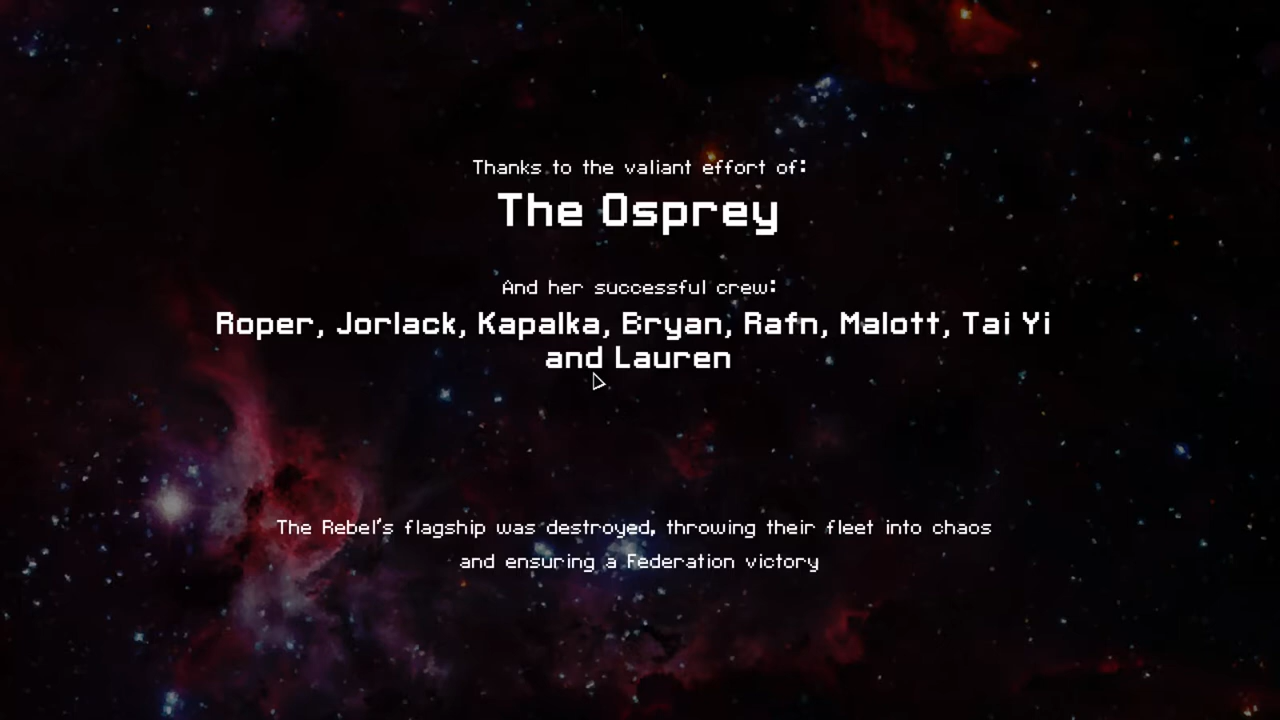 Thanks to the valiant effort of:
The Osprey
And her successful crew:
Roper, Jorlack, Kapalka, Bryan, Rafn, Malott, Tai Yi
and Lauren
The Rebel's flagship was destroyed, throwing their fleet into chaos
and ensuring a Federation victory